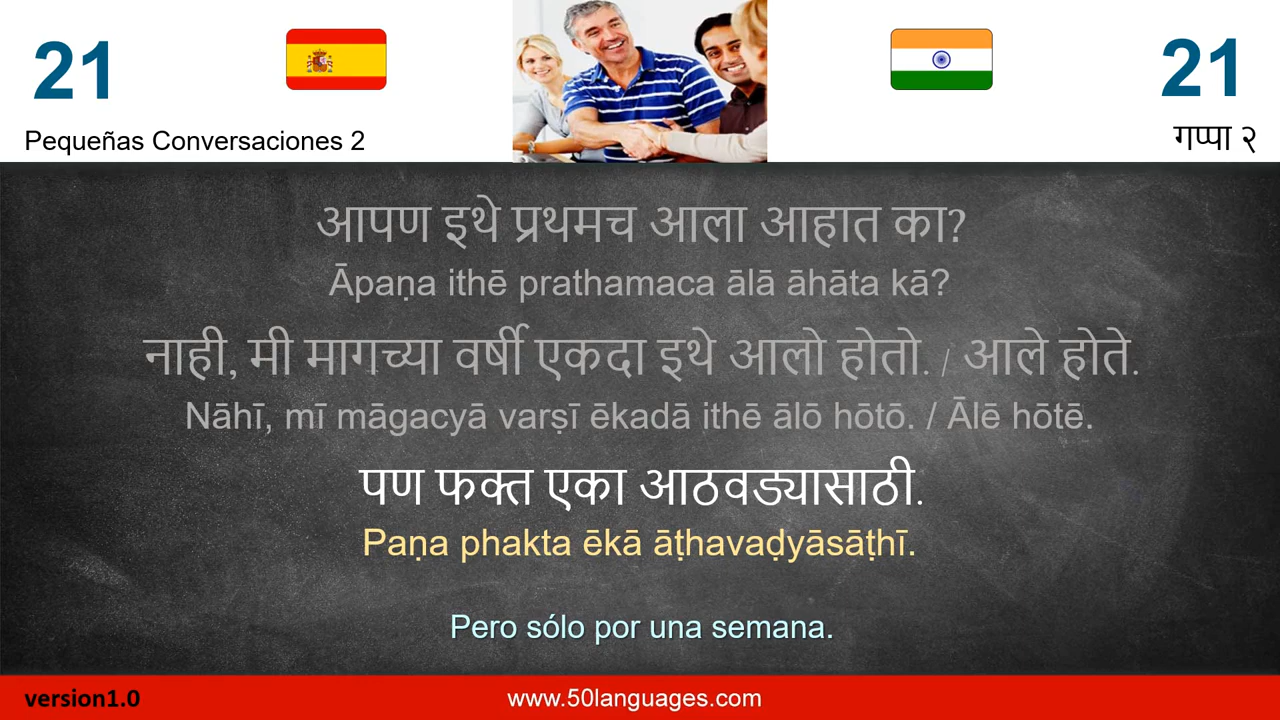 21
21
Pequeñas Conversaciones 2
गप्पा २
आपण इथे प्रथमच आला आहात का?
Āpaṇa ithē prathamaca ālā āhāta kā?
नाही, मी मागच्या वर्षी एकदा इथे आलो होतो. / आले होते.
Nāhī, mī māgacyā varṣī ēkadā ithē ālō hōtō. / Ālē hōtē.
पण फक्त एका आठवड्यासाठी.
Paṇa phakta ēkā āṭhavaḍyāsāṭhī.
Pero sólo por una semana.
version1.0
www.50languages.com